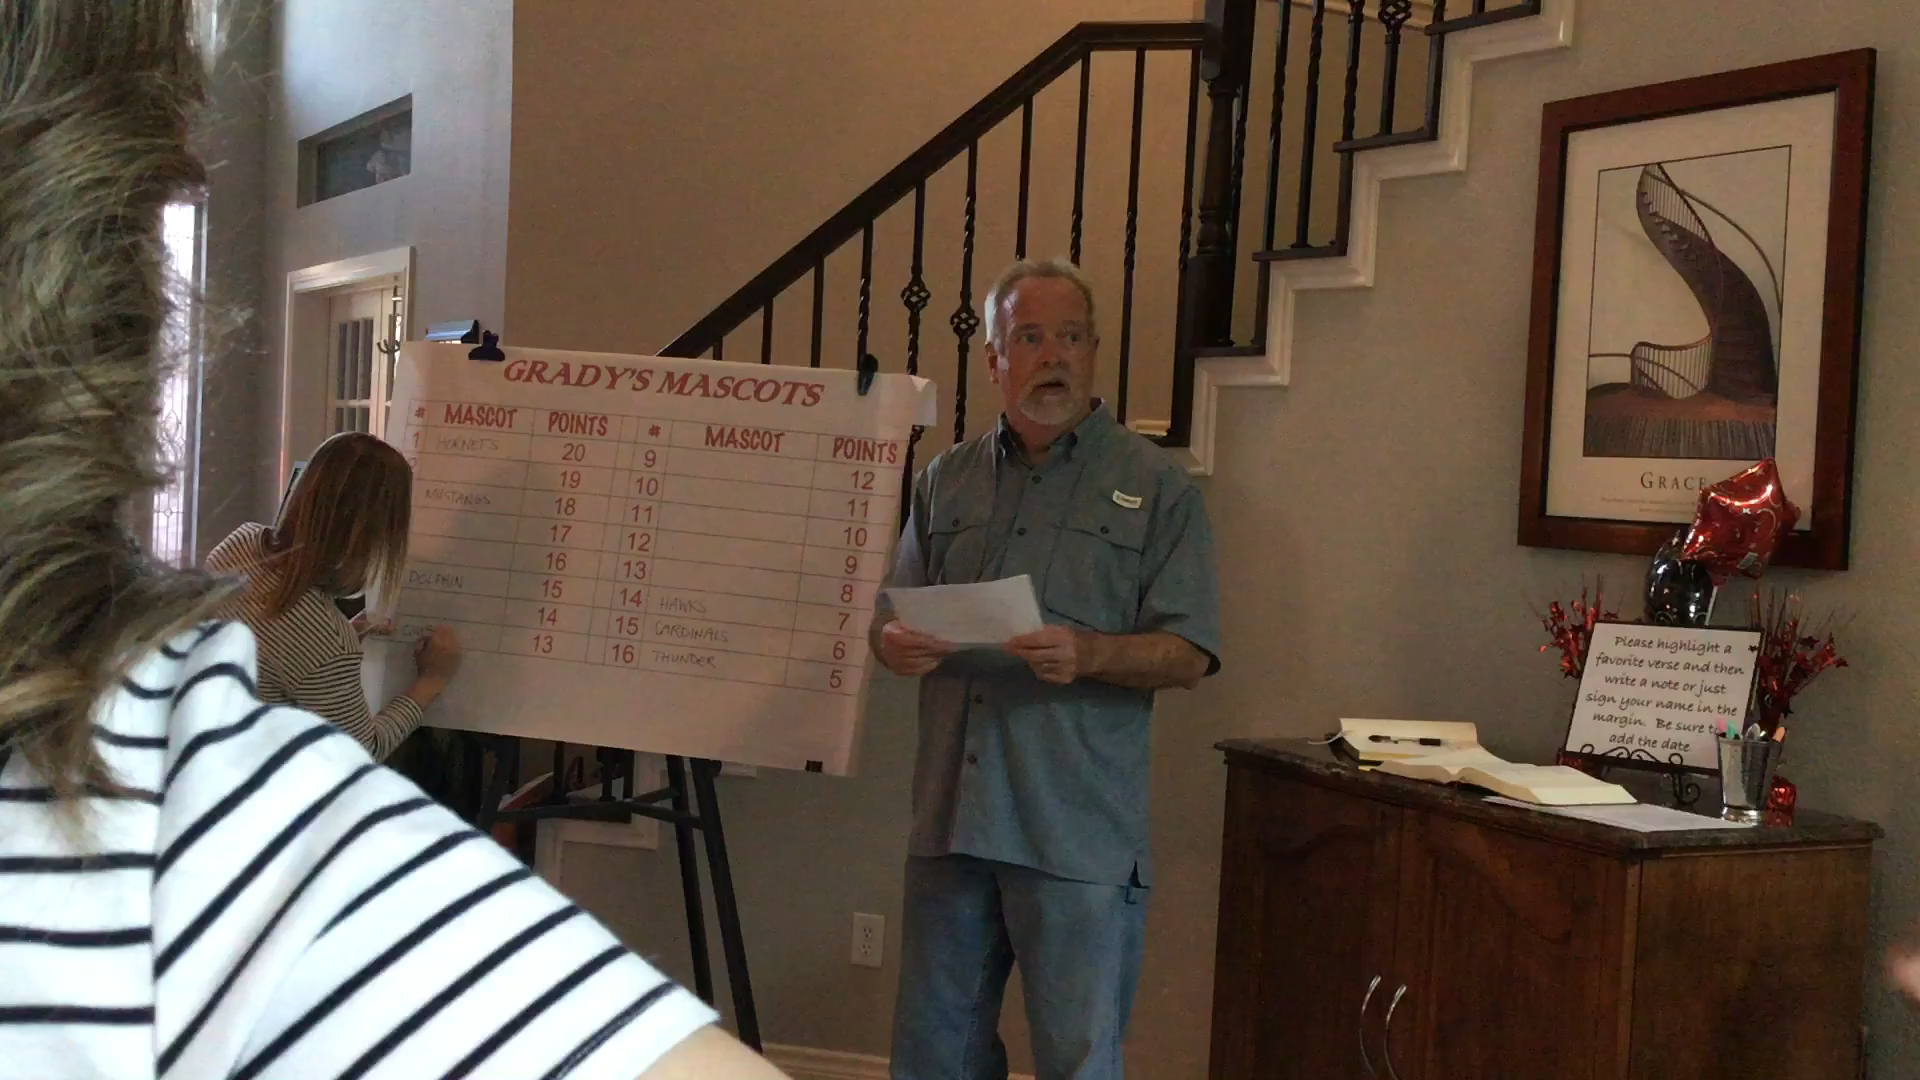 GRADY'S MASCOTS
# MASCOT POINTS # MASCOT POINTS
1 HORNETS 20 9 12
19 10 11
MUSTANGS 18 11 10
17 12 9
16 13 8
DOLPHIN 15 14 HAWKS 7
14 15 CARDINALS 6
13 16 THUNDER 5
GRACE
Please highlight a
favorite verse and then
write a note or just
sign your name in the
margin. Be sure to
add the date